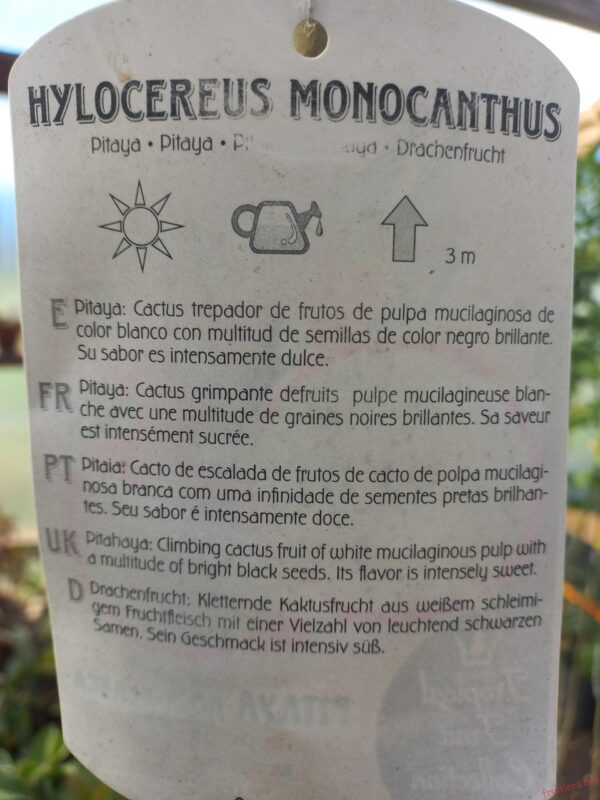 HYLOCEREUS MONOCANTHUS
Pitaya • Pitaya • • Drachenfrucht
3 m
E Pitaya: Cactus trepador de frutos de pulpa mucilaginosa de
color blanco con multitud de semillas de color negro brillante.
Su sabor es intensamente dulce.
FR Pitaya: Cactus grimpante defruits pulpe mucilagineuse blan-
che avec une multitude de graines noires brillantes. Sa saveur
est intensément sucrée.
PT Pitaia: Cacto de escalada de frutos de cacto de polpa mucilagi-
nosa branca com uma infinidade de sementes pretas brilhan-
tes. Seu sabor é intensamente doce.
UK Pitahaya: Climbing cactus fruit of white mucilaginous pulp with
a multitude of bright black seeds. Its flavor is intensely sweet.
D Drachenfrucht: Kletternde Kaktusfrucht aus weißem schleimi-
gem Fruchtfleisch mit einer Vielzahl von leuchtend schwarzen
Samen. Sein Geschmack ist intensiv süß.
PITAYA
Tropical
Fruit
Collection